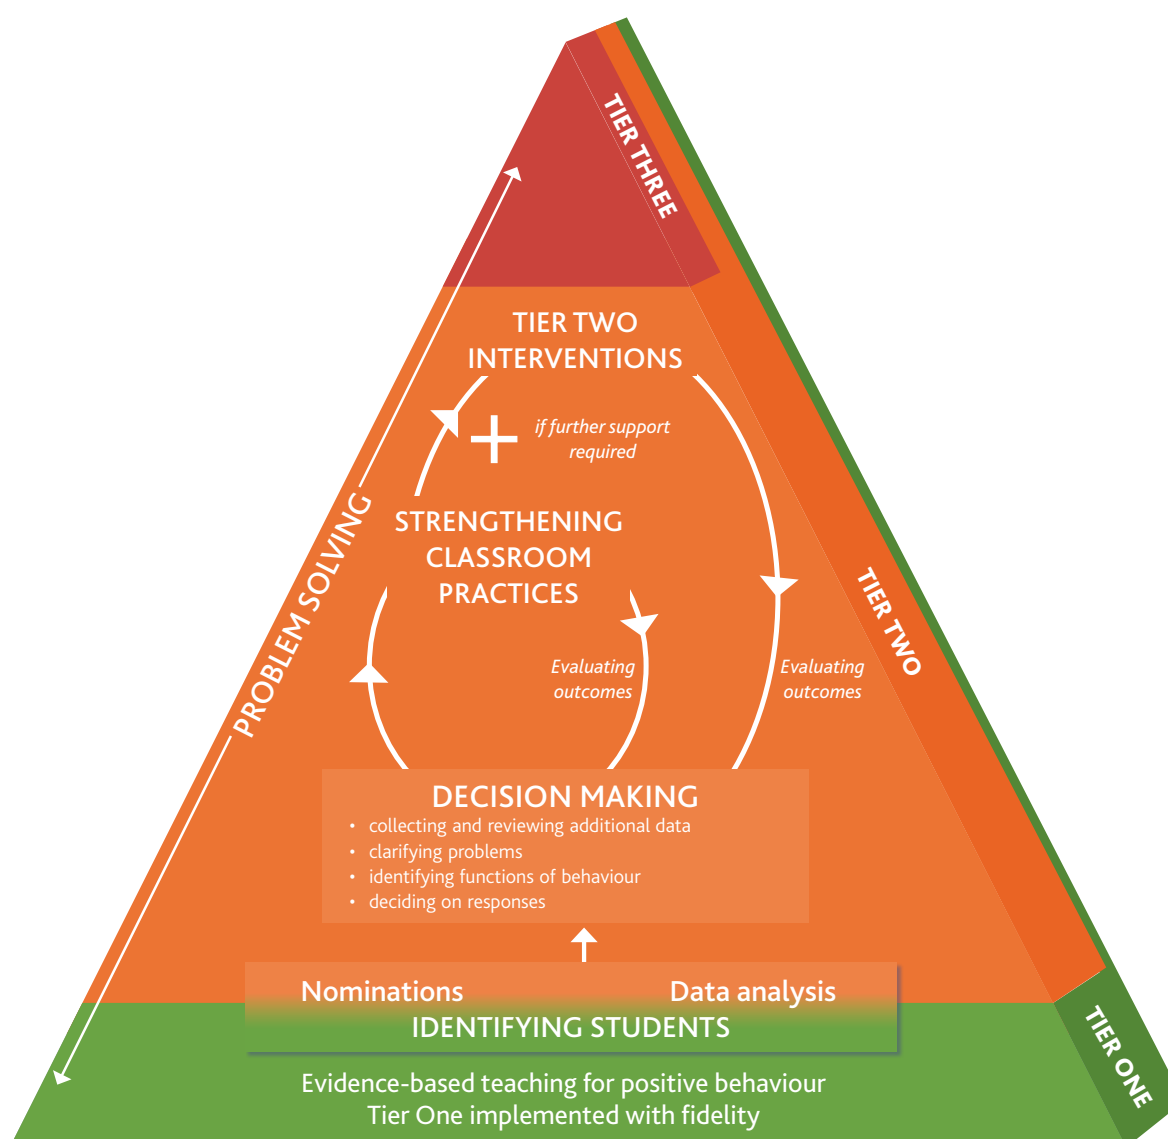 TIER THREE
TIER TWO
INTERVENTIONS
if further support
required
STRENGTHENING
CLASSROOM
PRACTICES
PROBLEM SOLVING
TIER TWO
Evaluating
outcomes
Evaluating
outcomes
DECISION MAKING
• collecting and reviewing additional data
• clarifying problems
• identifying functions of behaviour
• deciding on responses
Nominations
Data analysis
IDENTIFYING STUDENTS
TIER ONE
Evidence-based teaching for positive behaviour
Tier One implemented with fidelity